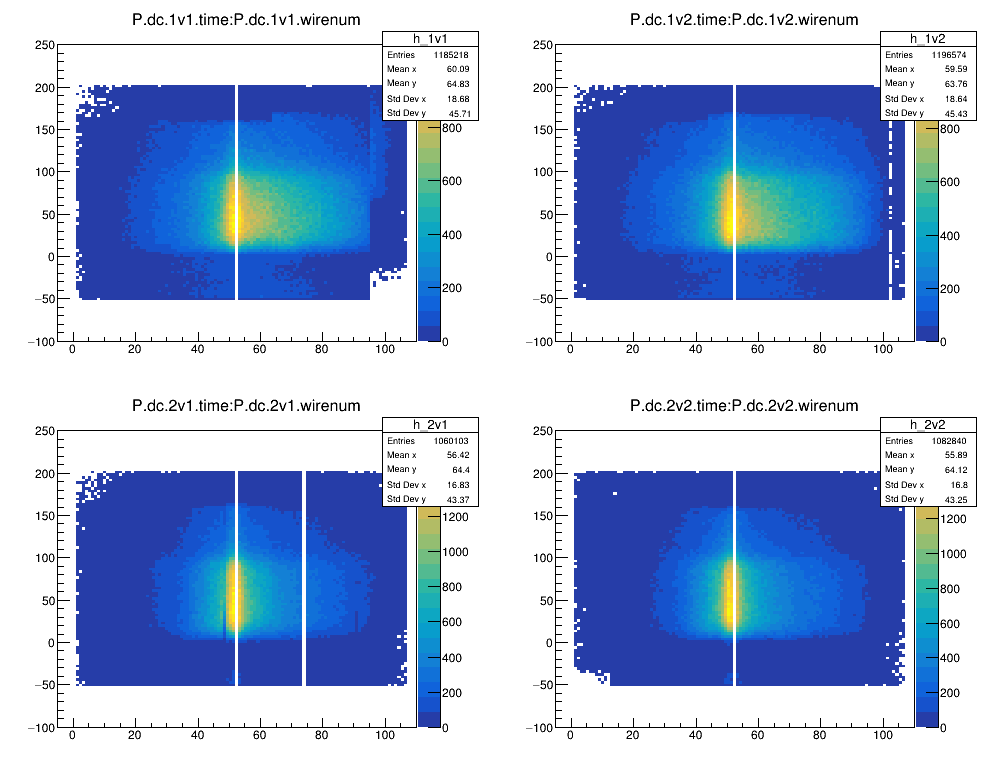 P.dc.1v1.time:P.dc.1v1.wirenum
h_1v1
Entries 1185218
Mean x 60.09
Mean y 64.83
Std Dev x 18.68
Std Dev y 45.71
250
200
150
100
50
0
−50
−100
0 20 40 60 80 100
800
600
400
200
0
P.dc.1v2.time:P.dc.1v2.wirenum
h_1v2
Entries 1196574
Mean x 59.59
Mean y 63.76
Std Dev x 18.64
Std Dev y 45.43
250
200
150
100
50
0
−50
−100
0 20 40 60 80 100
800
600
400
200
0
P.dc.2v1.time:P.dc.2v1.wirenum
h_2v1
Entries 1060103
Mean x 56.42
Mean y 64.4
Std Dev x 16.83
Std Dev y 43.37
250
200
150
100
50
0
−50
−100
0 20 40 60 80 100
1200
1000
800
600
400
200
0
P.dc.2v2.time:P.dc.2v2.wirenum
h_2v2
Entries 1082840
Mean x 55.89
Mean y 64.12
Std Dev x 16.8
Std Dev y 43.25
250
200
150
100
50
0
−50
−100
0 20 40 60 80 100
1200
1000
800
600
400
200
0